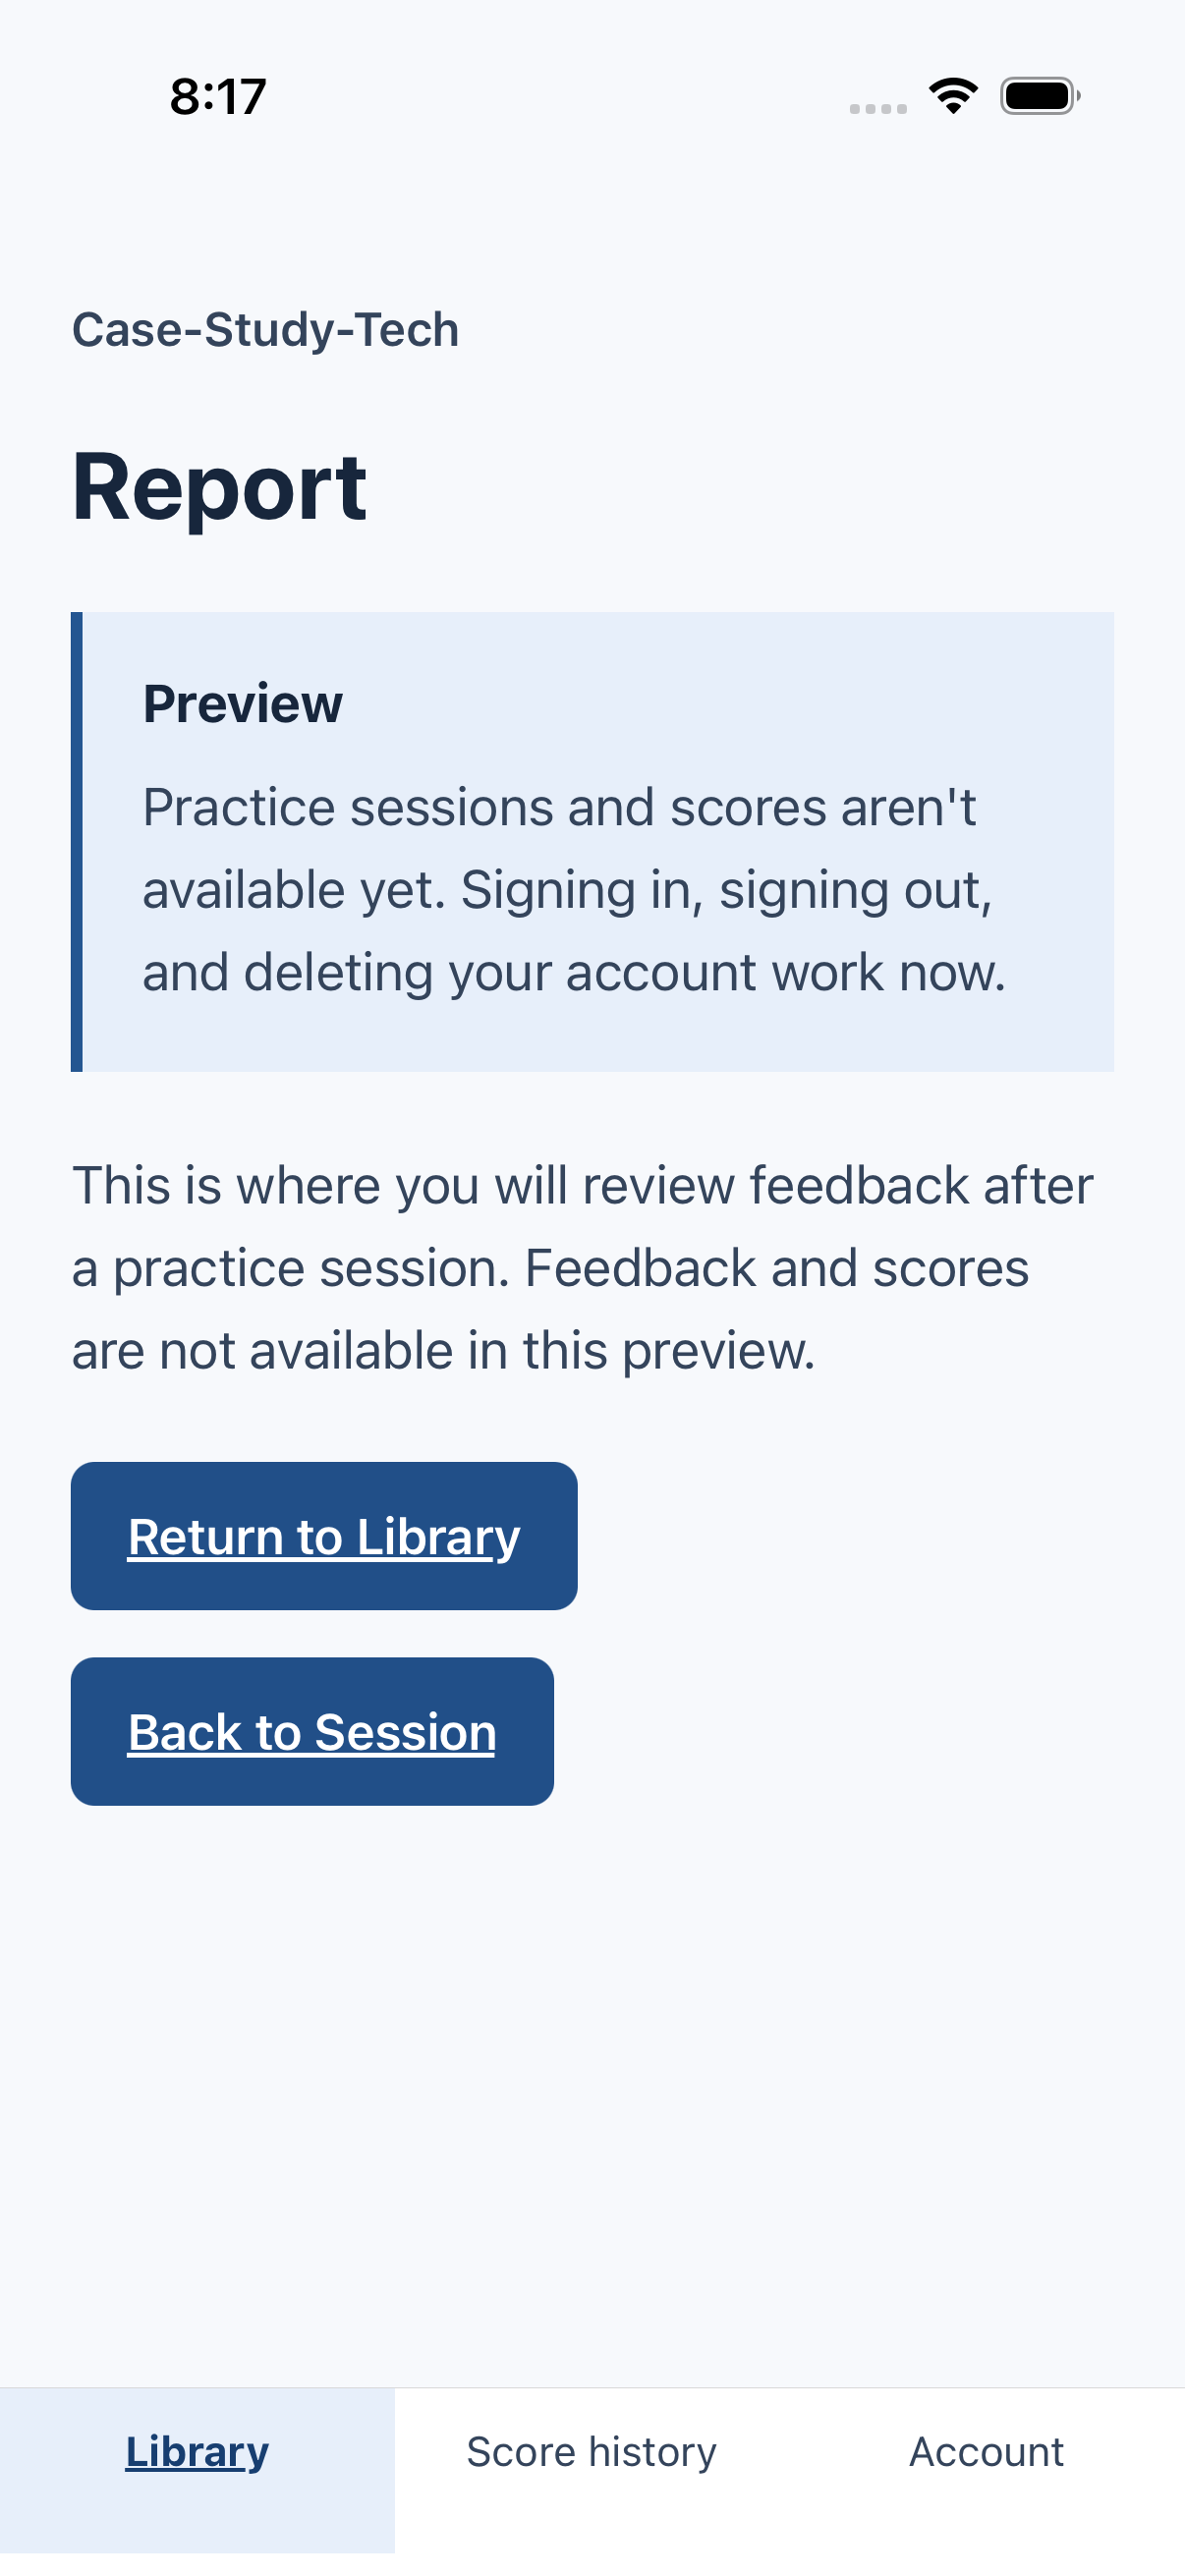 8:17
Case-Study-Tech
Report
Preview
Practice sessions and scores aren't
available yet. Signing in, signing out,
and deleting your account work now.
This is where you will review feedback after
a practice session. Feedback and scores
are not available in this preview.
Return to Library
Back to Session
Library
Score history
Account